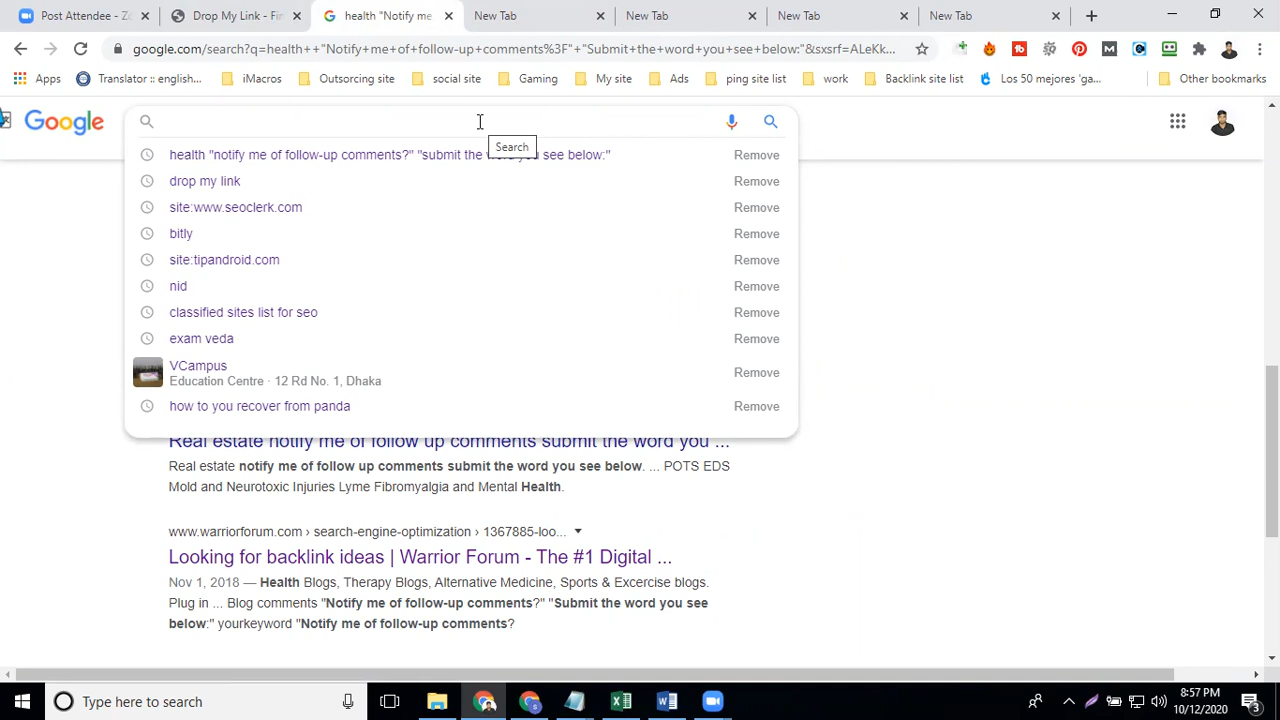 Post Attendee - Zo
Drop My Link - Fin
health "Notify me
New Tab
New Tab
New Tab
New Tab
google.com/search?q=health++"Notify+me+of+follow-up+comments%3F"+"Submit+the+word+you+see+below:"&sxsrf=ALeKk...
Apps
Translator :: english...
iMacros
Outsorcing site
social site
Gaming
My site
Ads
ping site list
work
Backlink site list
Los 50 mejores 'ga...
Other bookmarks
Google
Search
health "notify me of follow-up comments?" "submit the word you see below:"
Remove
drop my link
Remove
site:www.seoclerk.com
Remove
bitly
Remove
site:tipandroid.com
Remove
nid
Remove
classified sites list for seo
Remove
exam veda
Remove
VCampus
Education Centre · 12 Rd No. 1, Dhaka
Remove
how to you recover from panda
Remove
Real estate notify me of follow up comments submit the word you ...
Real estate notify me of follow up comments submit the word you see below. ... POTS EDS
Mold and Neurotoxic Injuries Lyme Fibromyalgia and Mental Health.
www.warriorforum.com › search-engine-optimization › 1367885-loo...
Looking for backlink ideas | Warrior Forum - The #1 Digital ...
Nov 1, 2018 — Health Blogs, Therapy Blogs, Alternative Medicine, Sports & Excercise blogs.
Plug in ... Blog comments "Notify me of follow-up comments?" "Submit the word you see
below:" yourkeyword "Notify me of follow-up comments?
Type here to search
8:57 PM
10/12/2020
3